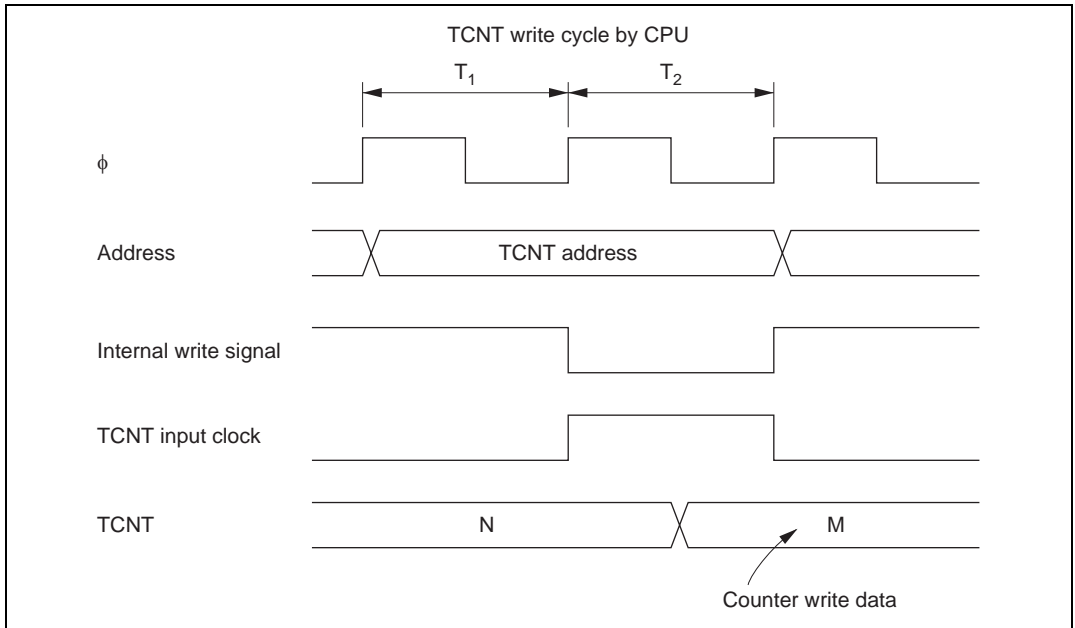 TCNT write cycle by CPU
T1 T2
ϕ
Address TCNT address
Internal write signal
TCNT input clock
TCNT N M
Counter write data